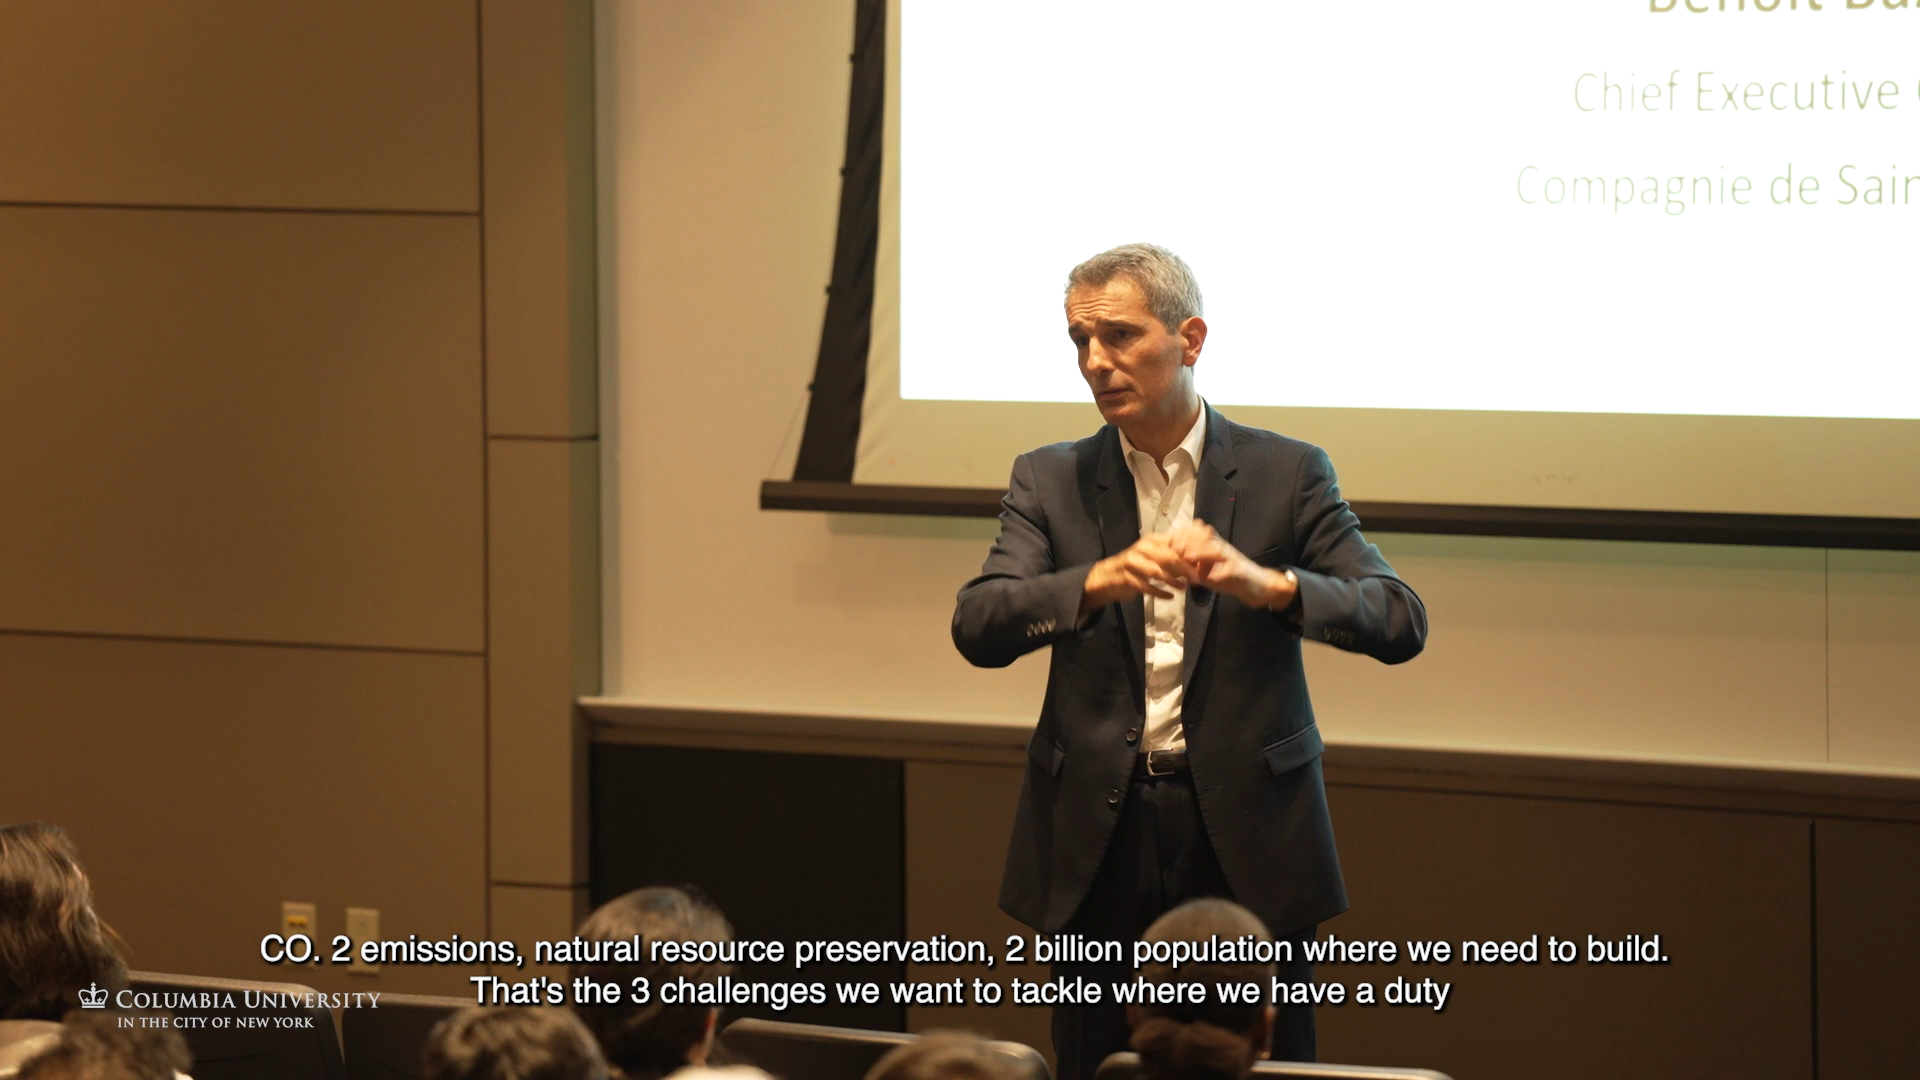 Chief Executive
Compagnie de
CO. 2 emissions, natural resource preservation, 2 billion population where we need to build.
That's the 3 challenges we want to tackle where we have a duty
COLUMBIA UNIVERSITY
IN THE CITY OF NEW YORK